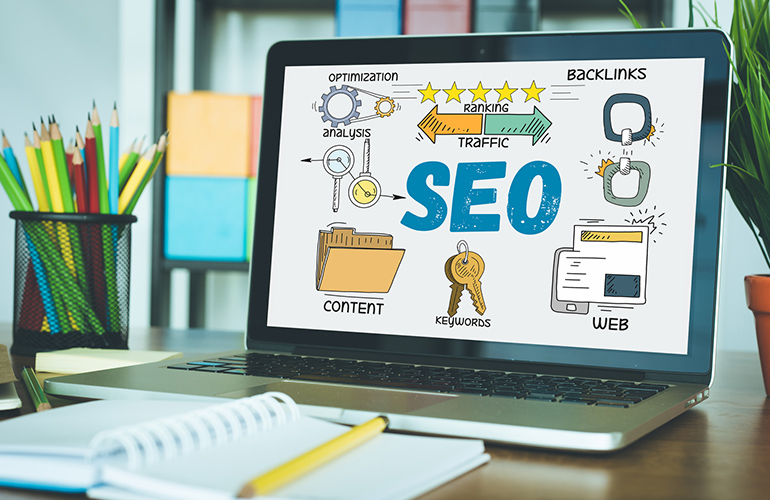 OPTIMIZATION
BACKLINKS
RANKING
ANALYSIS
TRAFFIC
SEO
CONTENT
KEYWORDS
WEB